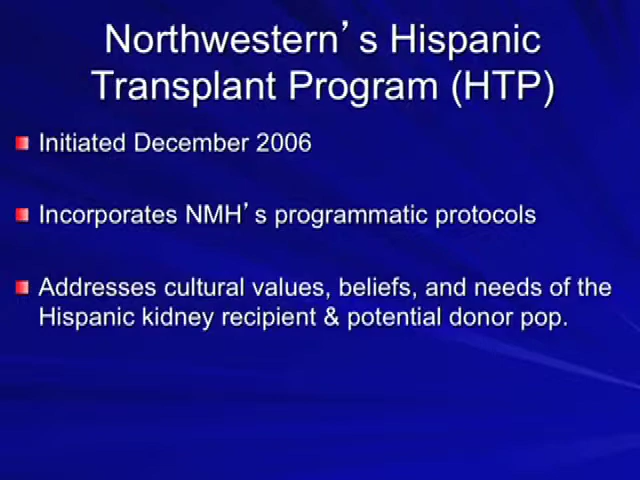 Northwestern’s Hispanic
Transplant Program (HTP)
Initiated December 2006
Incorporates NMH’s programmatic protocols
Addresses cultural values, beliefs, and needs of the
Hispanic kidney recipient & potential donor pop.